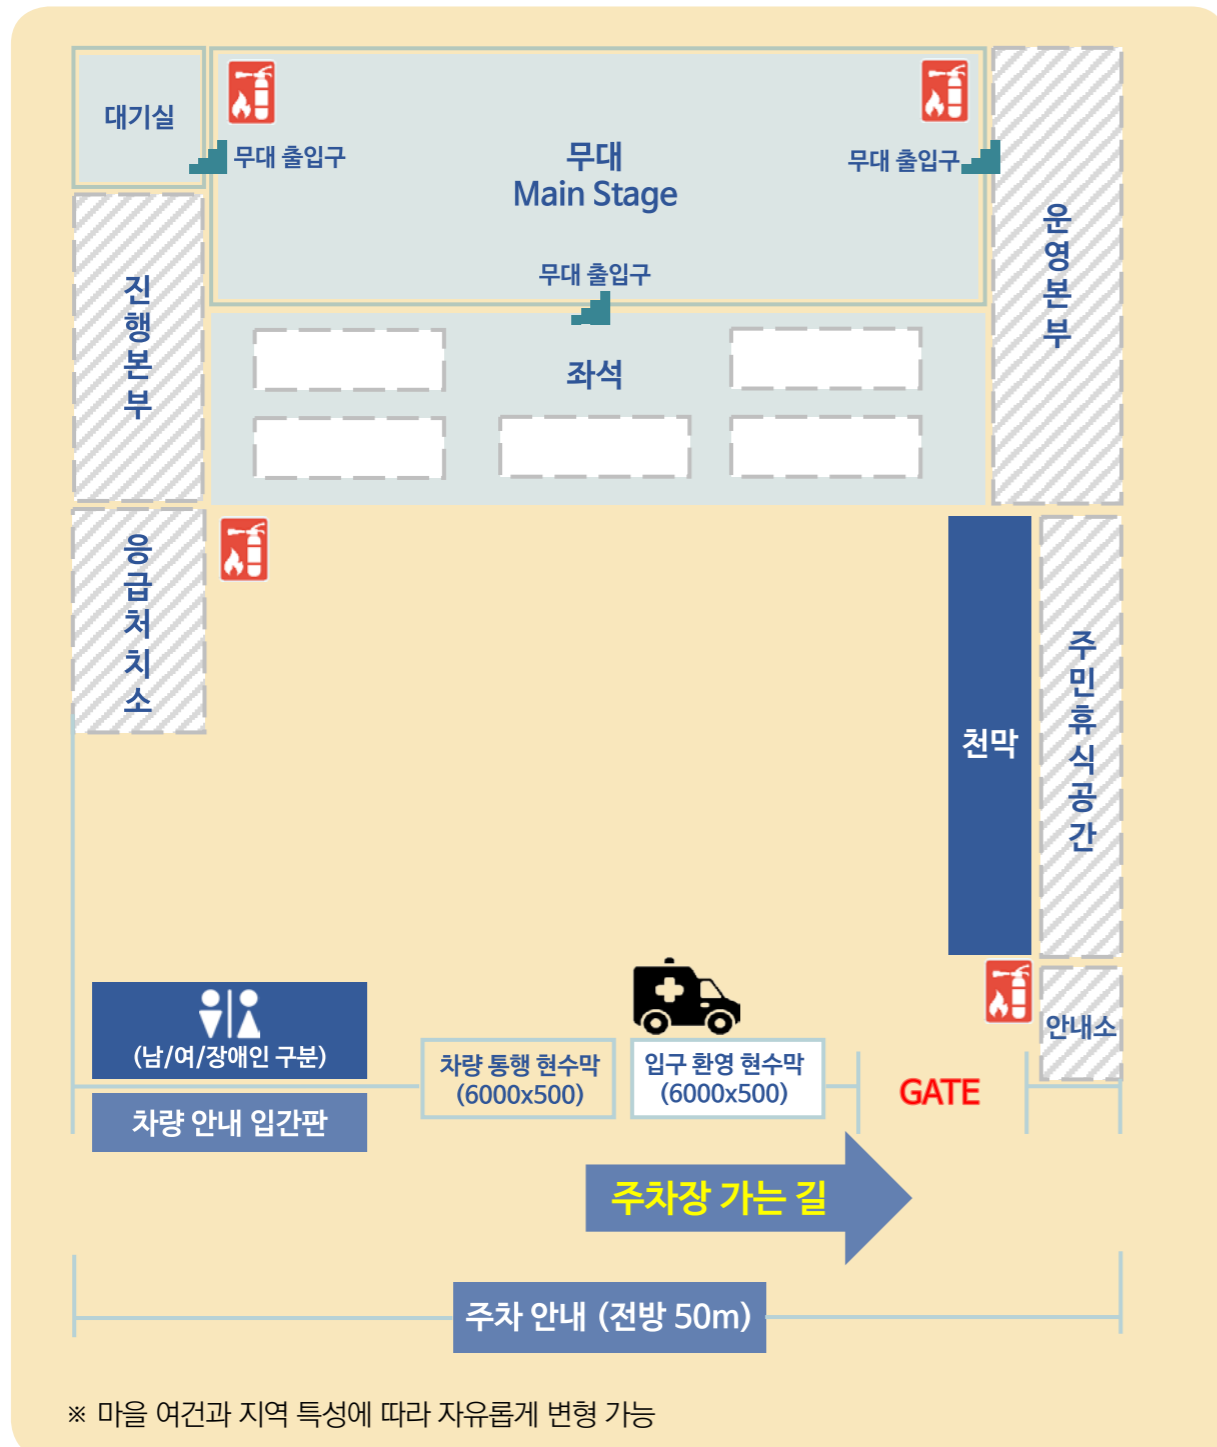 대기실
무대 출입구
무대
Main Stage
무대 출입구
무대 출입구
진행본부
운영본부
좌석
응급처치소
천막
주민휴식공간
(남/여/장애인 구분)
차량 안내 입간판
차량 통행 현수막
(6000x500)
입구 환영 현수막
(6000x500)
GATE
안내소
주차장 가는 길
주차 안내 (전방 50m)
※ 마을 여건과 지역 특성에 따라 자유롭게 변형 가능